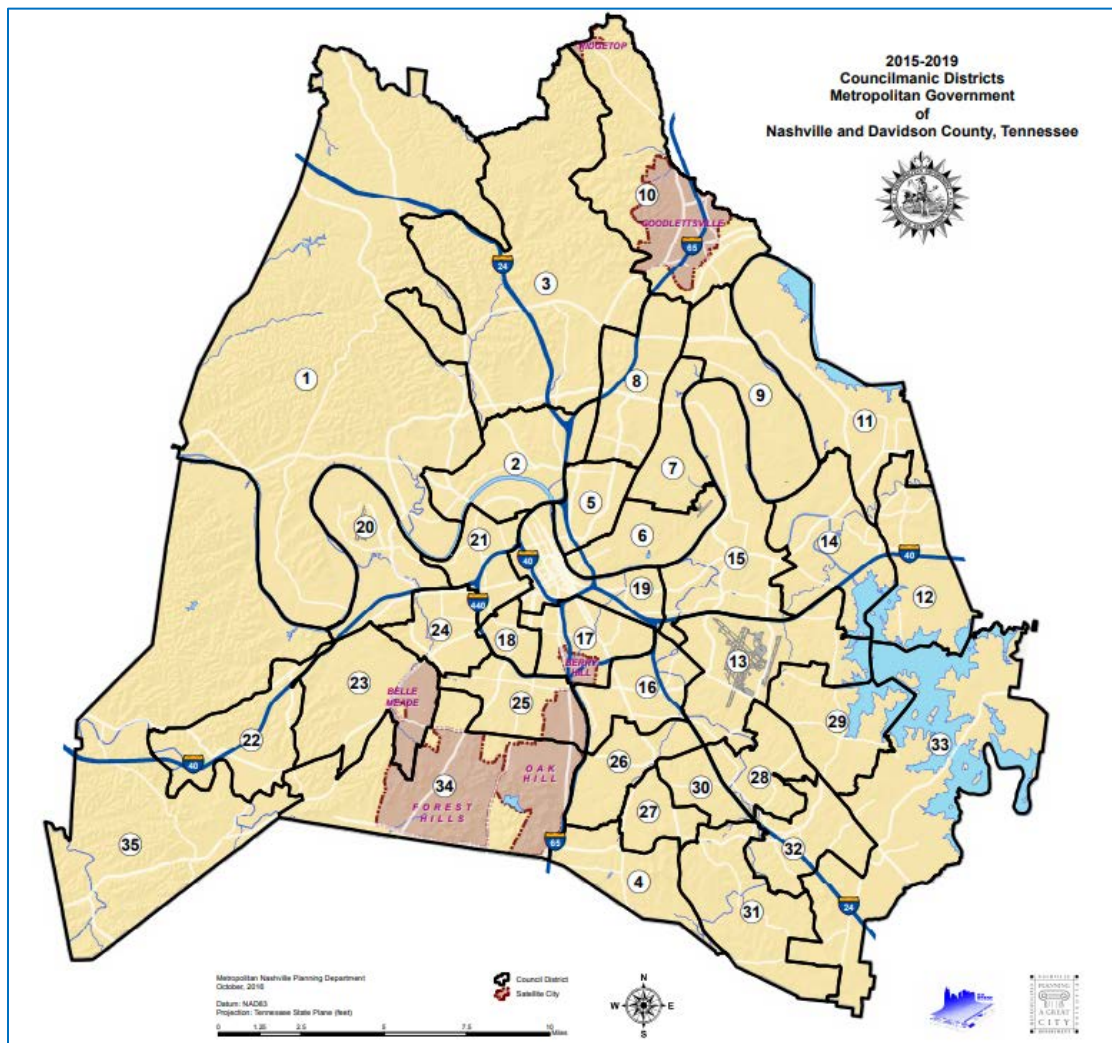 2015-2019
Councilmanic Districts
Metropolitan Government
of
Nashville and Davidson County, Tennessee
RIDGETOP
10
GOODLETTSVILLE
65
24
3
1
8
9
11
2
7
5
20
21
6
14
40
15
40
19
12
440
24
18
17
13
BERRY
HILL
23
BELLE
MEADE
25
16
29
22
33
40
34
OAK
HILL
26
28
30
FOREST
HILLS
27
65
32
35
4
31
24
Metropolitan Nashville Planning Department
October, 2016
Datum: NAD83
Projection: Tennessee State Plane (feet)
Council District
Satellite City
N
W
E
S
0 1.25 2.5 5 7.5 10
Miles
PLANNING
A GREAT
CITY